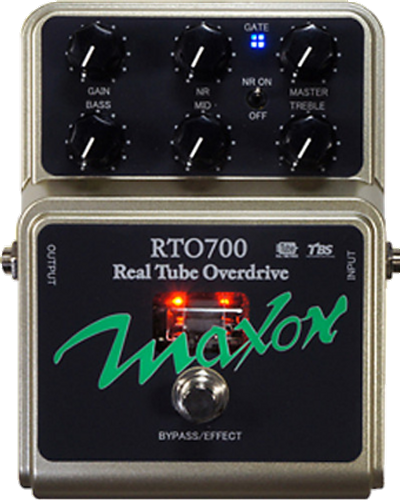 GATE
NR ON
GAIN NR MASTER
BASS MID TREBLE
OFF
OUTPUT
INPUT
RTO700
Tube TBS
Real Tube Overdrive
maxon
BYPASS/EFFECT